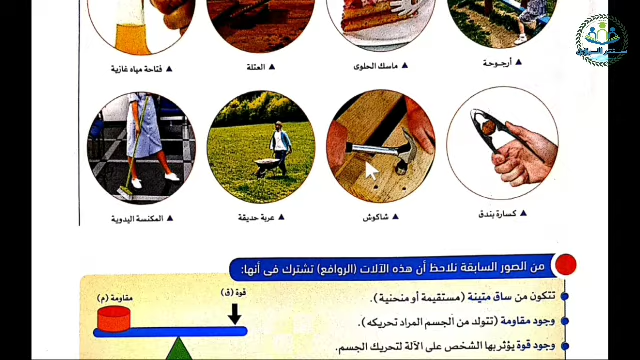 سنتر السراج
▲ أرجوحة
▲ ماسك الحلوى
▲ العتلة
▲ فتاحة مياه غازية
▲ كسارة بندق
▲ شاكوش
▲ عربة حديقة
▲ المكنسة اليدوية
من الصور السابقة نلاحظ أن هذه الآلات (الروافع) تشترك فى أنها:
تتكون من ساق متينة (مستقيمة أو منحنية).
وجود مقاومة (تتولد من الجسم المراد تحريكه).
وجود قوة يؤثر بها الشخص على الآلة لتحريك الجسم.
قوة (ق)
مقاومة (م)